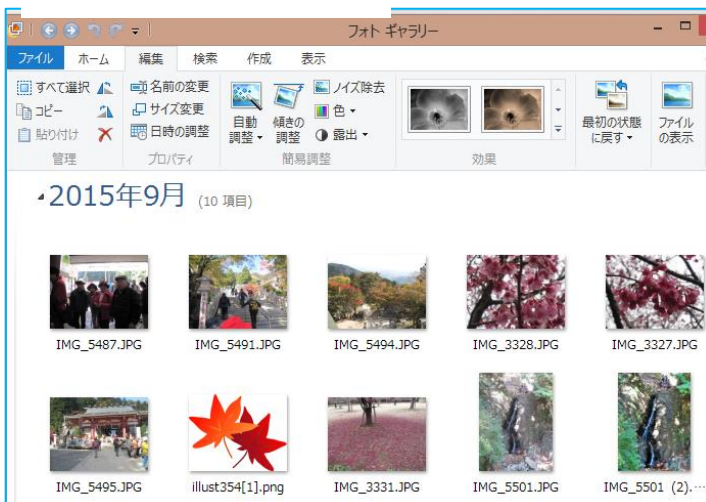 フォト ギャラリー
ファイル ホーム 編集 検索 作成 表示
すべて選択 名前の変更 ノイズ除去
コピー サイズ変更 自動調整 傾きの調整 色 最初の状態に戻す ファイルの表示
貼り付け 日時の調整 露出
管理 プロパティ 簡易調整 効果
2015年9月 (10 項目)
IMG_5487.JPG IMG_5491.JPG IMG_5494.JPG IMG_3328.JPG IMG_3327.JPG
IMG_5495.JPG illust354[1].png IMG_3331.JPG IMG_5501.JPG IMG_5501 (2)....